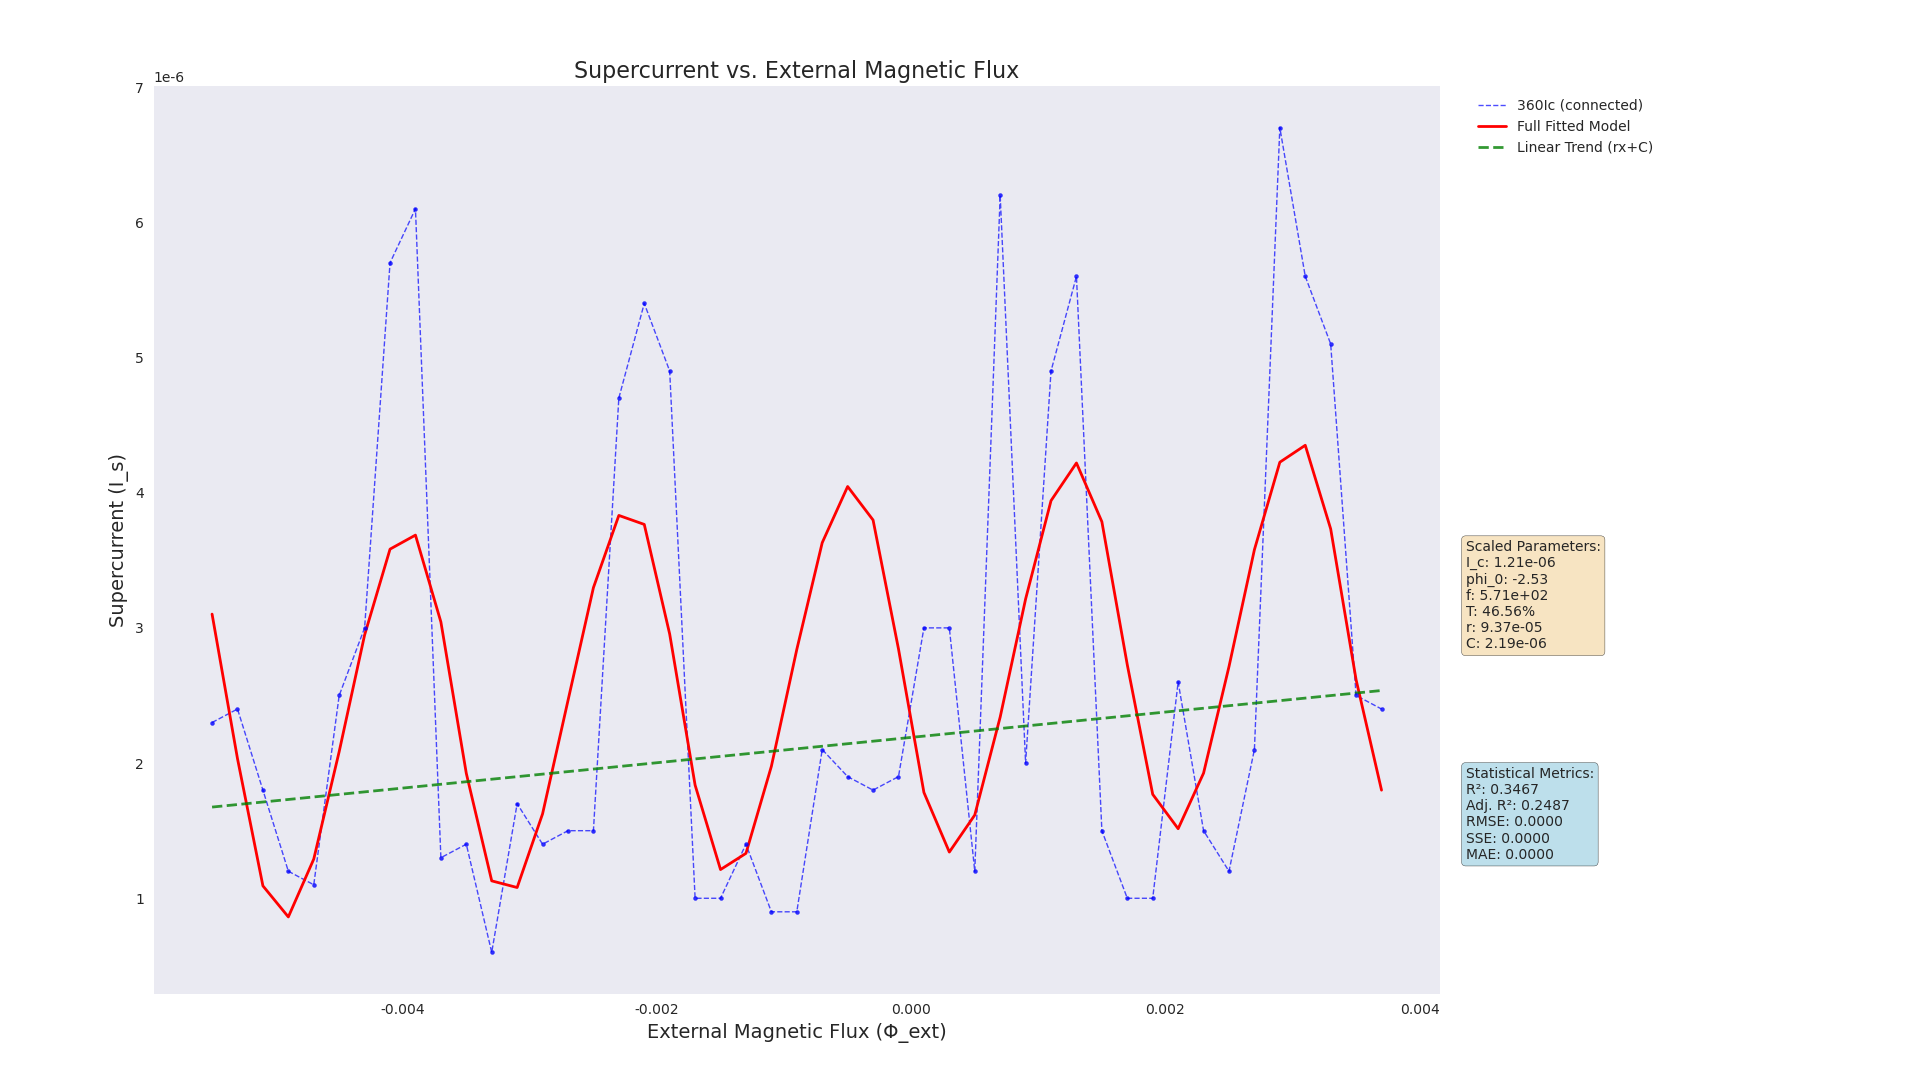 Supercurrent vs. External Magnetic Flux
1e-6
7
6
5
4
3
2
1
Supercurrent (I_s)
-0.004
-0.002
0.000
0.002
0.004
External Magnetic Flux (Φ_ext)
360Ic (connected)
Full Fitted Model
Linear Trend (rx+C)
Scaled Parameters:
I_c: 1.21e-06
phi_0: -2.53
f: 5.71e+02
T: 46.56%
r: 9.37e-05
C: 2.19e-06
Statistical Metrics:
R²: 0.3467
Adj. R²: 0.2487
RMSE: 0.0000
SSE: 0.0000
MAE: 0.0000